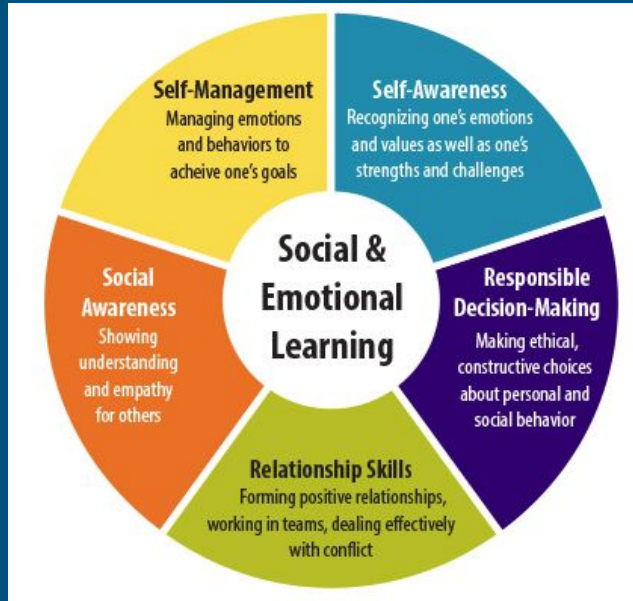 Self-Management
Managing emotions
and behaviors to
acheive one's goals
Self-Awareness
Recognizing one's emotions
and values as well as one's
strengths and challenges
Social &
Emotional
Learning
Social
Awareness
Showing
understanding
and empathy
for others
Responsible
Decision-Making
Making ethical,
constructive choices
about personal and
social behavior
Relationship Skills
Forming positive relationships,
working in teams, dealing effectively
with conflict